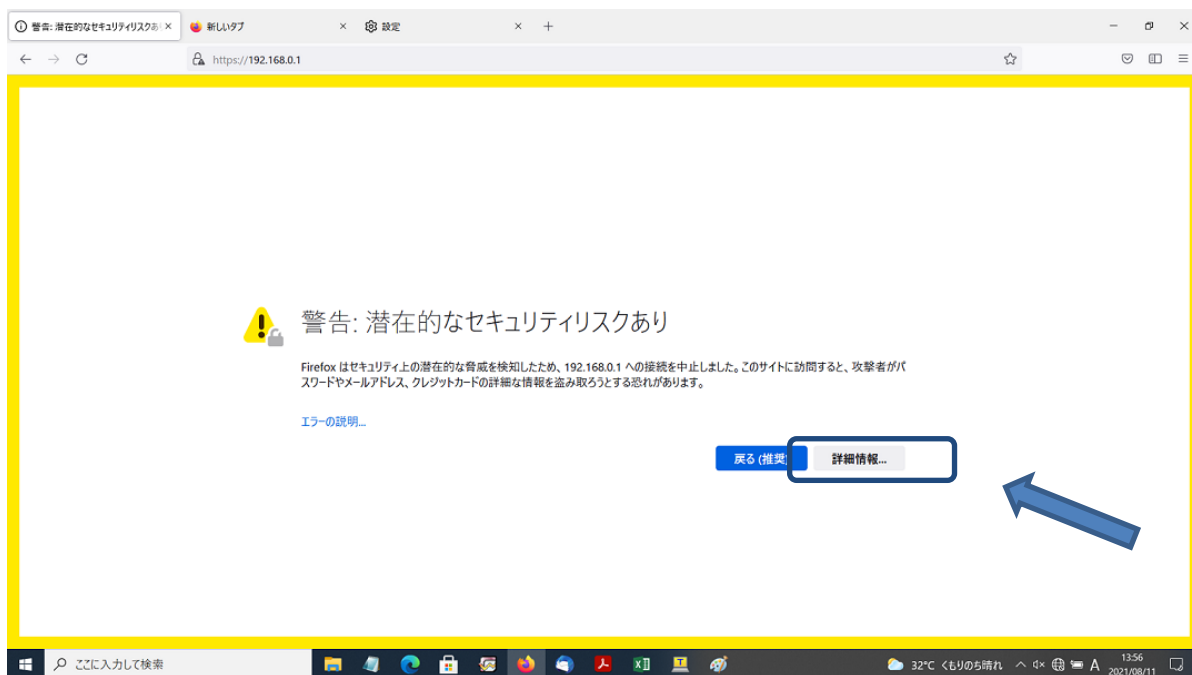 警告: 潜在的なセキュリティリスクあり
新しいタブ
設定
https://192.168.0.1
警告: 潜在的なセキュリティリスクあり
Firefox はセキュリティ上の潜在的な脅威を検知したため、192.168.0.1 への接続を中止しました。このサイトに訪問すると、攻撃者がパ
スワードやメールアドレス、クレジットカードの詳細な情報を盗み取ろうとする恐れがあります。
エラーの説明...
戻る (推奨)
詳細情報...
ここに入力して検索
32°C くもりのち晴れ
A
13:56
2021/08/11